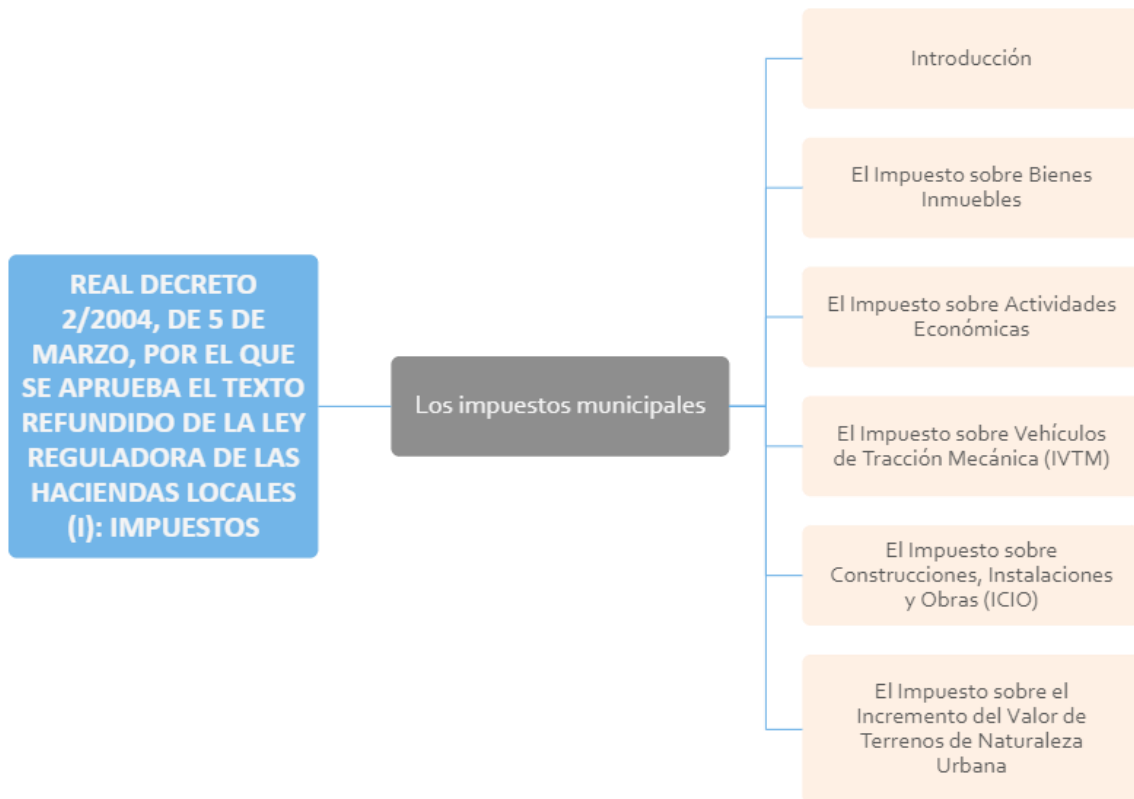 REAL DECRETO
2/2004, DE 5 DE
MARZO, POR EL QUE
SE APRUEBA EL TEXTO
REFUNDIDO DE LA LEY
REGULADORA DE LAS
HACIENDAS LOCALES
(I): IMPUESTOS
Los impuestos municipales
Introducción
El Impuesto sobre Bienes
Inmuebles
El Impuesto sobre Actividades
Económicas
El Impuesto sobre Vehículos
de Tracción Mecánica (IVTM)
El Impuesto sobre
Construcciones, Instalaciones
y Obras (ICIO)
El Impuesto sobre el
Incremento del Valor de
Terrenos de Naturaleza
Urbana